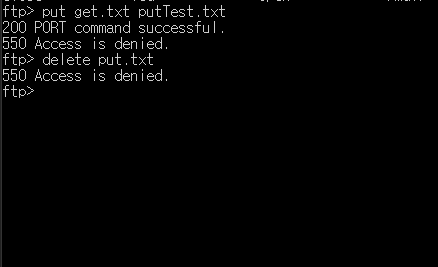 ftp> put get.txt putTest.txt
200 PORT command successful.
550 Access is denied.
ftp> delete put.txt
550 Access is denied.
ftp>